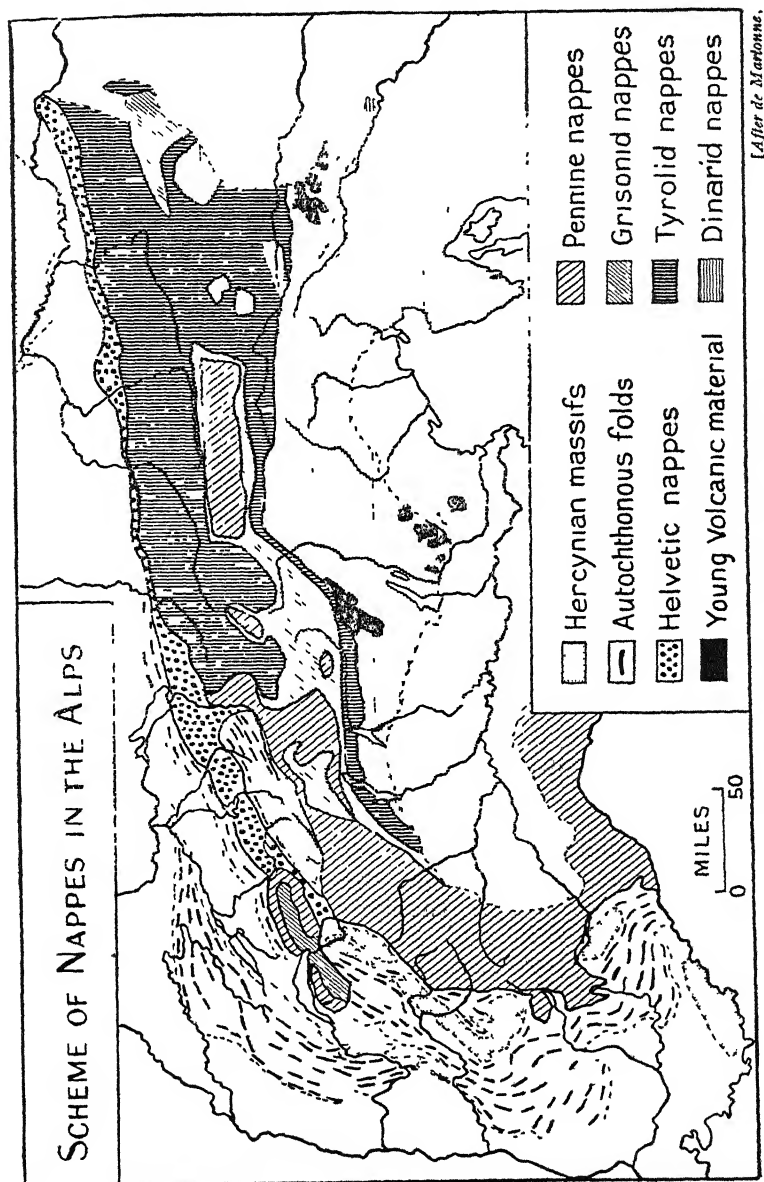 SCHEME OF NAPPES IN THE ALPS
MILES
0 50
Hercynian massifs
Autochthonous folds
Helvetic nappes
Young Volcanic material
Pennine nappes
Grisonid nappes
Tyrolid nappes
Dinarid nappes
[After de Martonne.